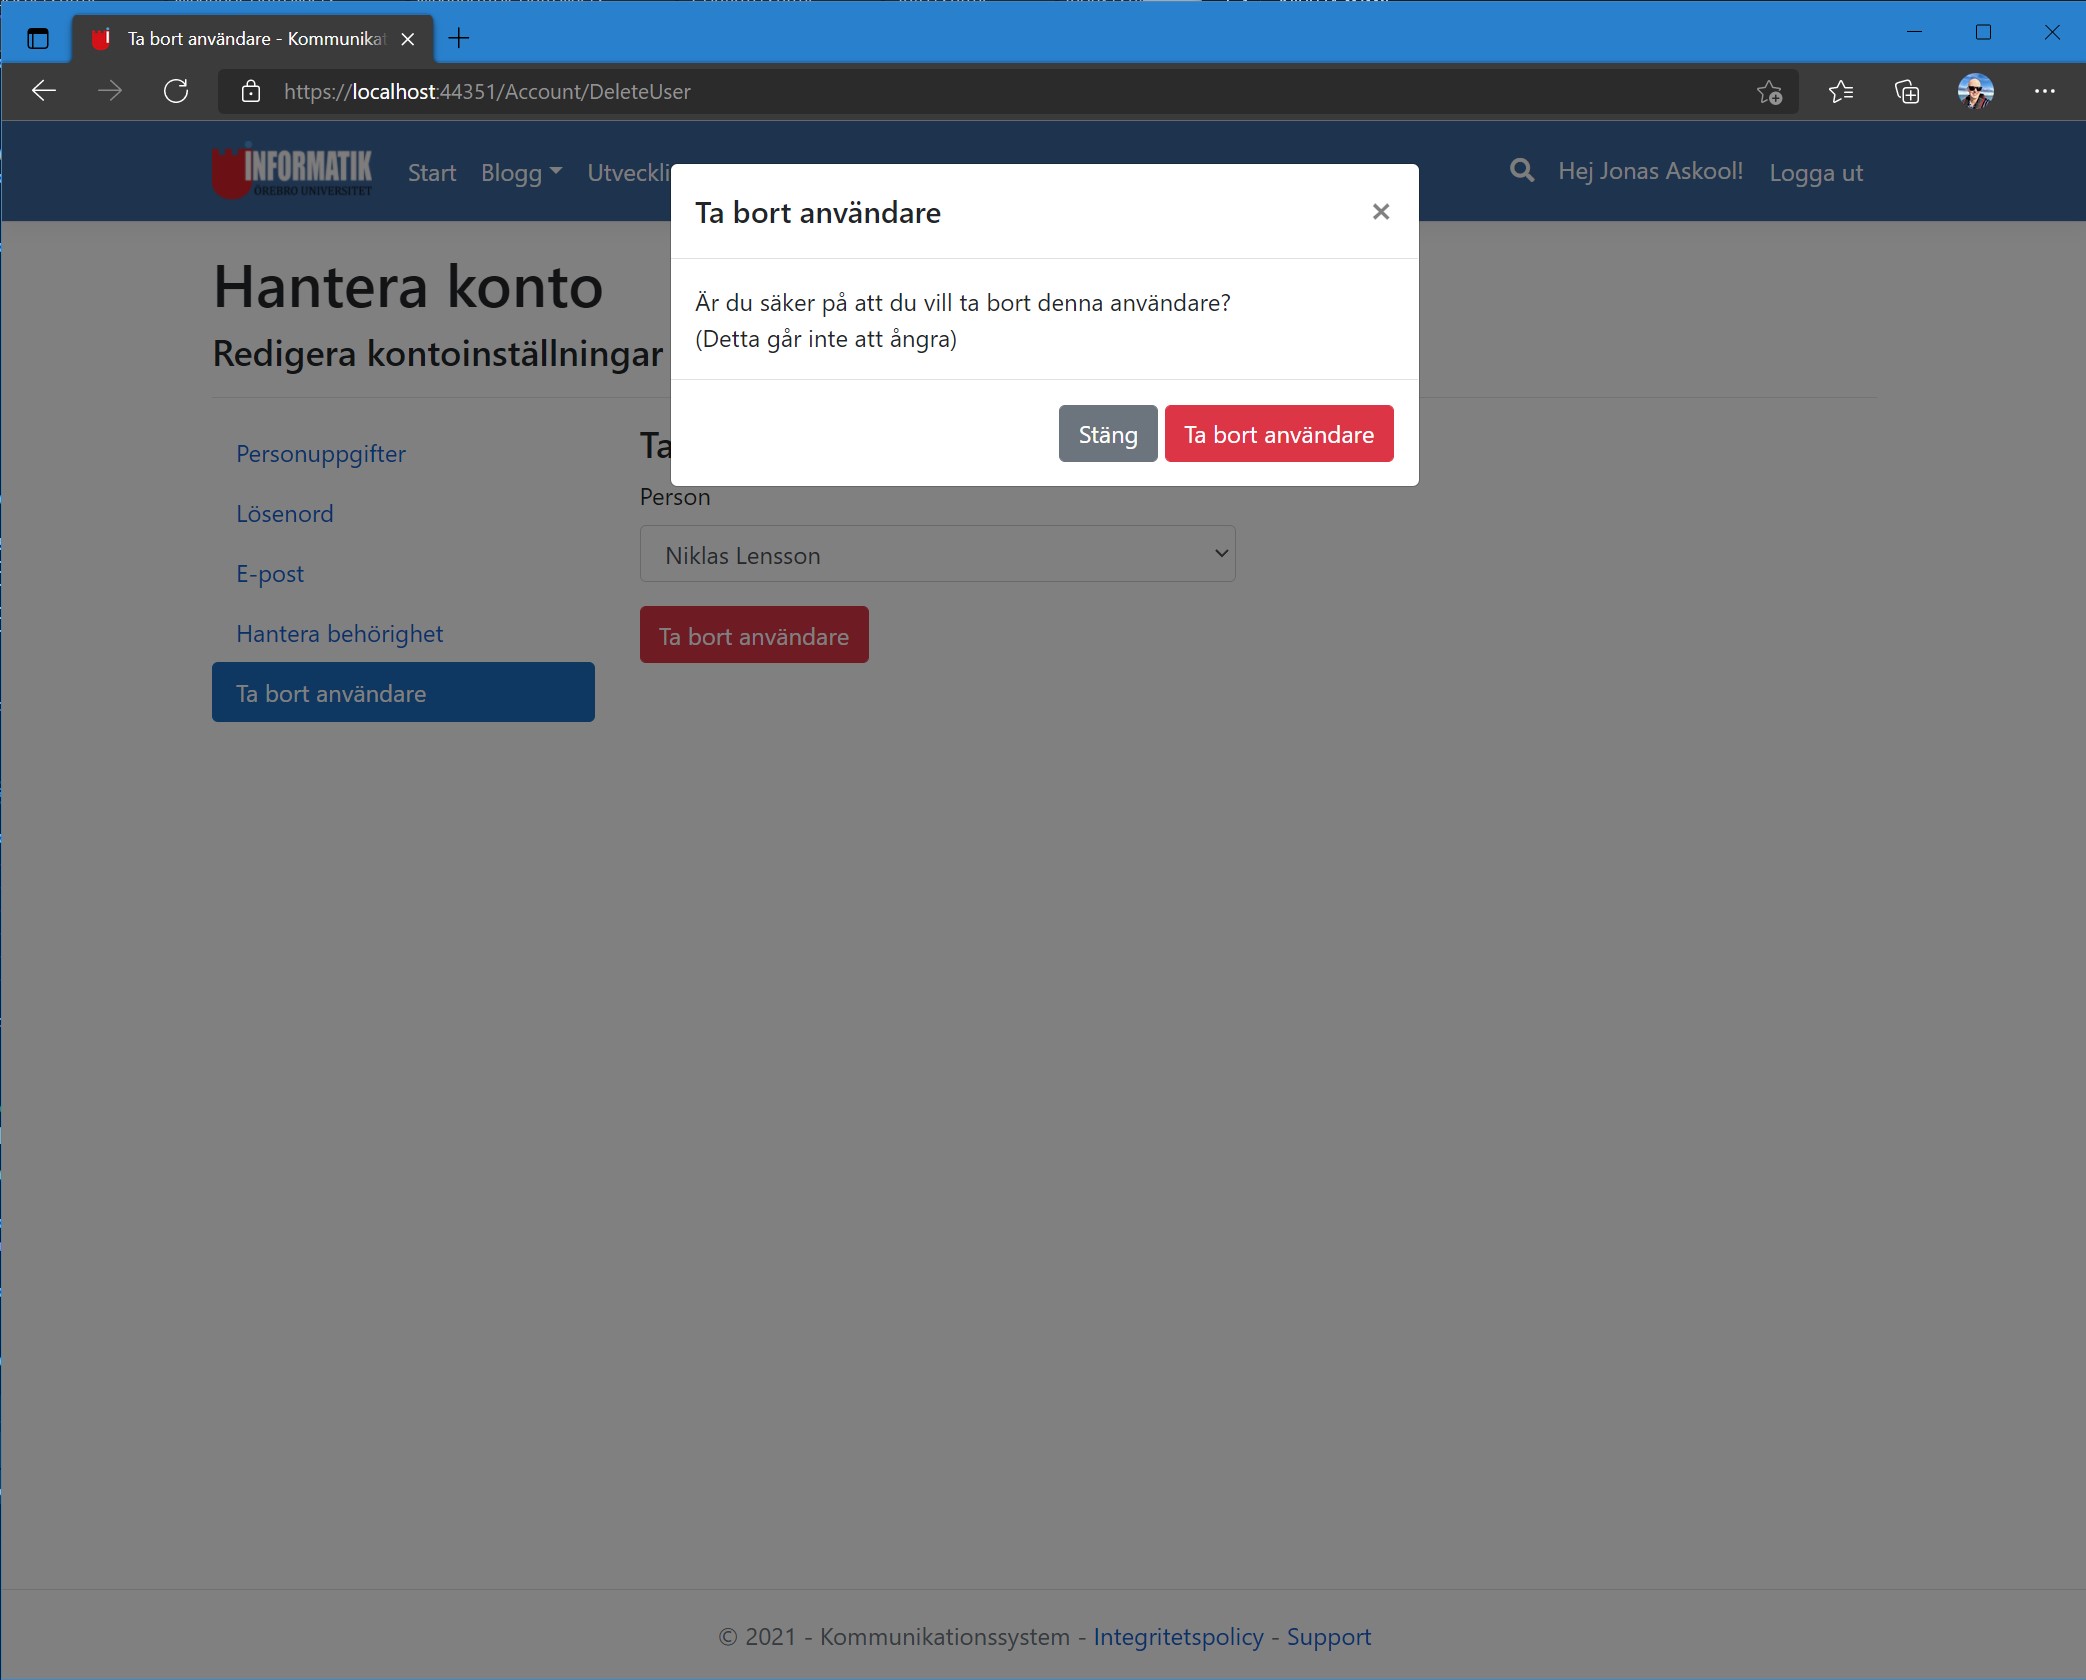 Ta bort användare - Kommunika
https://localhost:44351/Account/DeleteUser
INFORMATIK
ÖREBRO UNIVERSITET
Start
Blogg
Utveckli
Hej Jonas Askool!
Logga ut
Ta bort användare
×
Är du säker på att du vill ta bort denna användare?
(Detta går inte att ångra)
Stäng
Ta bort användare
Hantera konto
Redigera kontoinställningar
Personuppgifter
Lösenord
E-post
Hantera behörighet
Ta bort användare
Ta
Person
Niklas Lensson
Ta bort användare
© 2021 - Kommunikationssystem - Integritetspolicy - Support